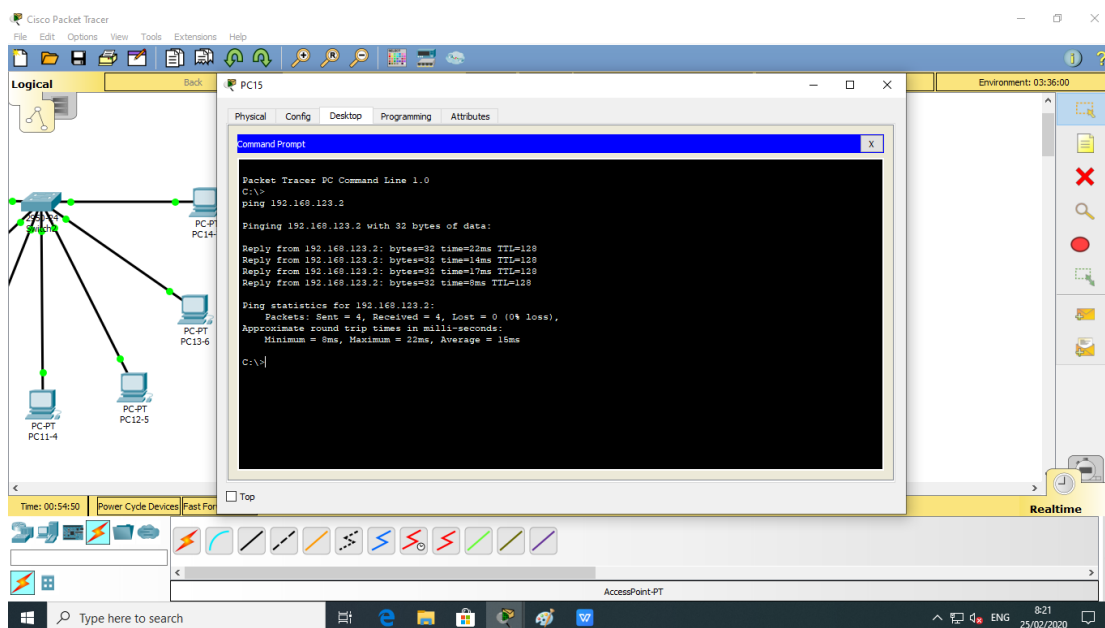 Cisco Packet Tracer
File Edit Options View Tools Extensions Help
Logical
Back
Environment: 03:36:00
PC15
Physical Config Desktop Programming Attributes
Command Prompt
X
Packet Tracer PC Command Line 1.0
C:\>
ping 192.168.123.2
Pinging 192.168.123.2 with 32 bytes of data:
Reply from 192.168.123.2: bytes=32 time=22ms TTL=128
Reply from 192.168.123.2: bytes=32 time=14ms TTL=128
Reply from 192.168.123.2: bytes=32 time=17ms TTL=128
Reply from 192.168.123.2: bytes=32 time=8ms TTL=128
Ping statistics for 192.168.123.2:
Packets: Sent = 4, Received = 4, Lost = 0 (0% loss),
Approximate round trip times in milli-seconds:
Minimum = 8ms, Maximum = 22ms, Average = 15ms
C:\>
Top
2950-24
PC-PT
PC14-
PC-PT
PC13-6
PC-PT
PC12-5
PC-PT
PC11-4
Time: 00:54:50
Power Cycle Devices
Fast For
Realtime
AccessPoint-PT
Type here to search
ENG
8:21
25/02/2020